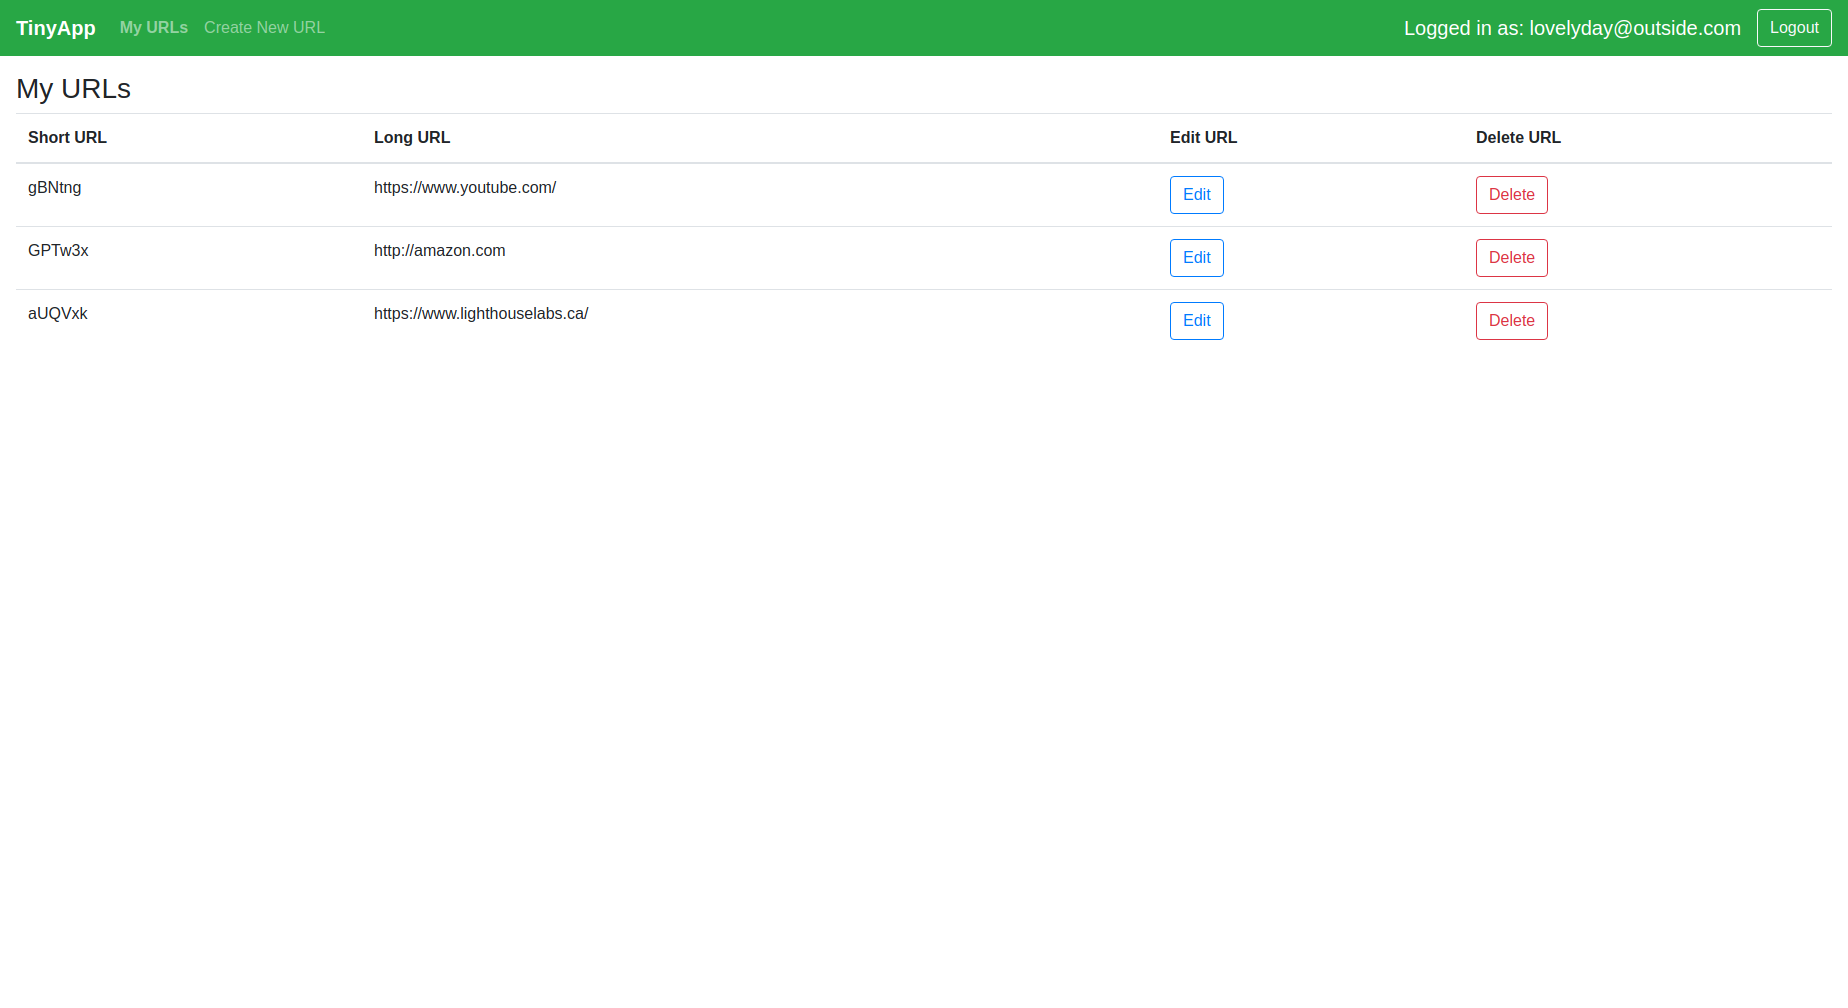 TinyApp My URLs Create New URL Logged in as: lovelyday@outside.com Logout
My URLs
Short URL Long URL Edit URL Delete URL
gBNtng https://www.youtube.com/ Edit Delete
GPTw3x http://amazon.com Edit Delete
aUQVxk https://www.lighthouselabs.ca/ Edit Delete